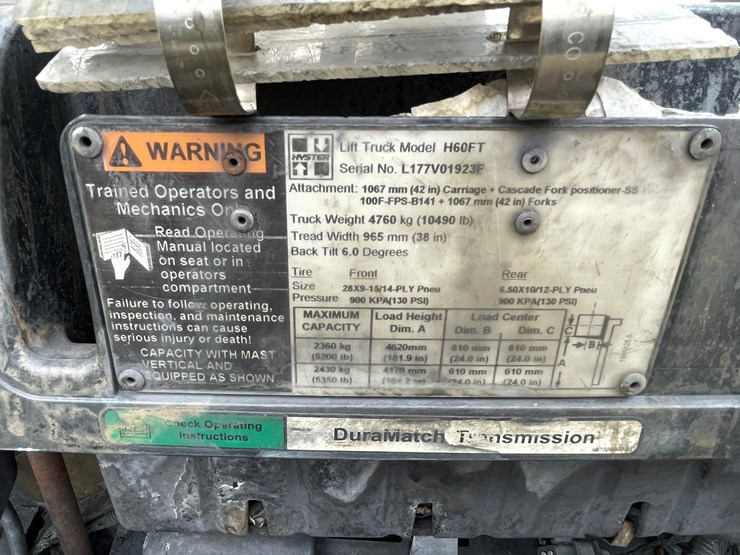 WARNING
Trained Operators and
Mechanics Only
Read Operating
Manual located
on seat or in
operators
compartment
Failure to follow operating,
inspection, and maintenance
instructions can cause
serious injury or death!
CAPACITY WITH MAST
VERTICAL AND
EQUIPPED AS SHOWN
HYSTER
Lift Truck Model H60FT
Serial No. L177V01923F
Attachment: 1067 mm (42 in) Carriage + Cascade Fork positioner-SS
100F-FPS-B141 + 1067 mm (42 in) Forks
Truck Weight 4760 kg (10490 lb)
Tread Width 965 mm (38 in)
Back Tilt 6.0 Degrees
Tire Front Rear
Size 28X9-15/14-PLY Pneu 6.50X10/12-PLY Pneu
Pressure 900 KPA(130 PSI) 900 KPA(130 PSI)
MAXIMUM CAPACITY Load Height Dim. A Load Center Dim. B Dim. C
2360 kg 4620mm 610 mm 610 mm
(5200 lb) (181.9 in) (24.0 in) (24.0 in)
2430 kg 4170 mm 610 mm 610 mm
(5350 lb) (164.2 in) (24.0 in) (24.0 in)
C
B
A
Check Operating
Instructions
DuraMatch Transmission